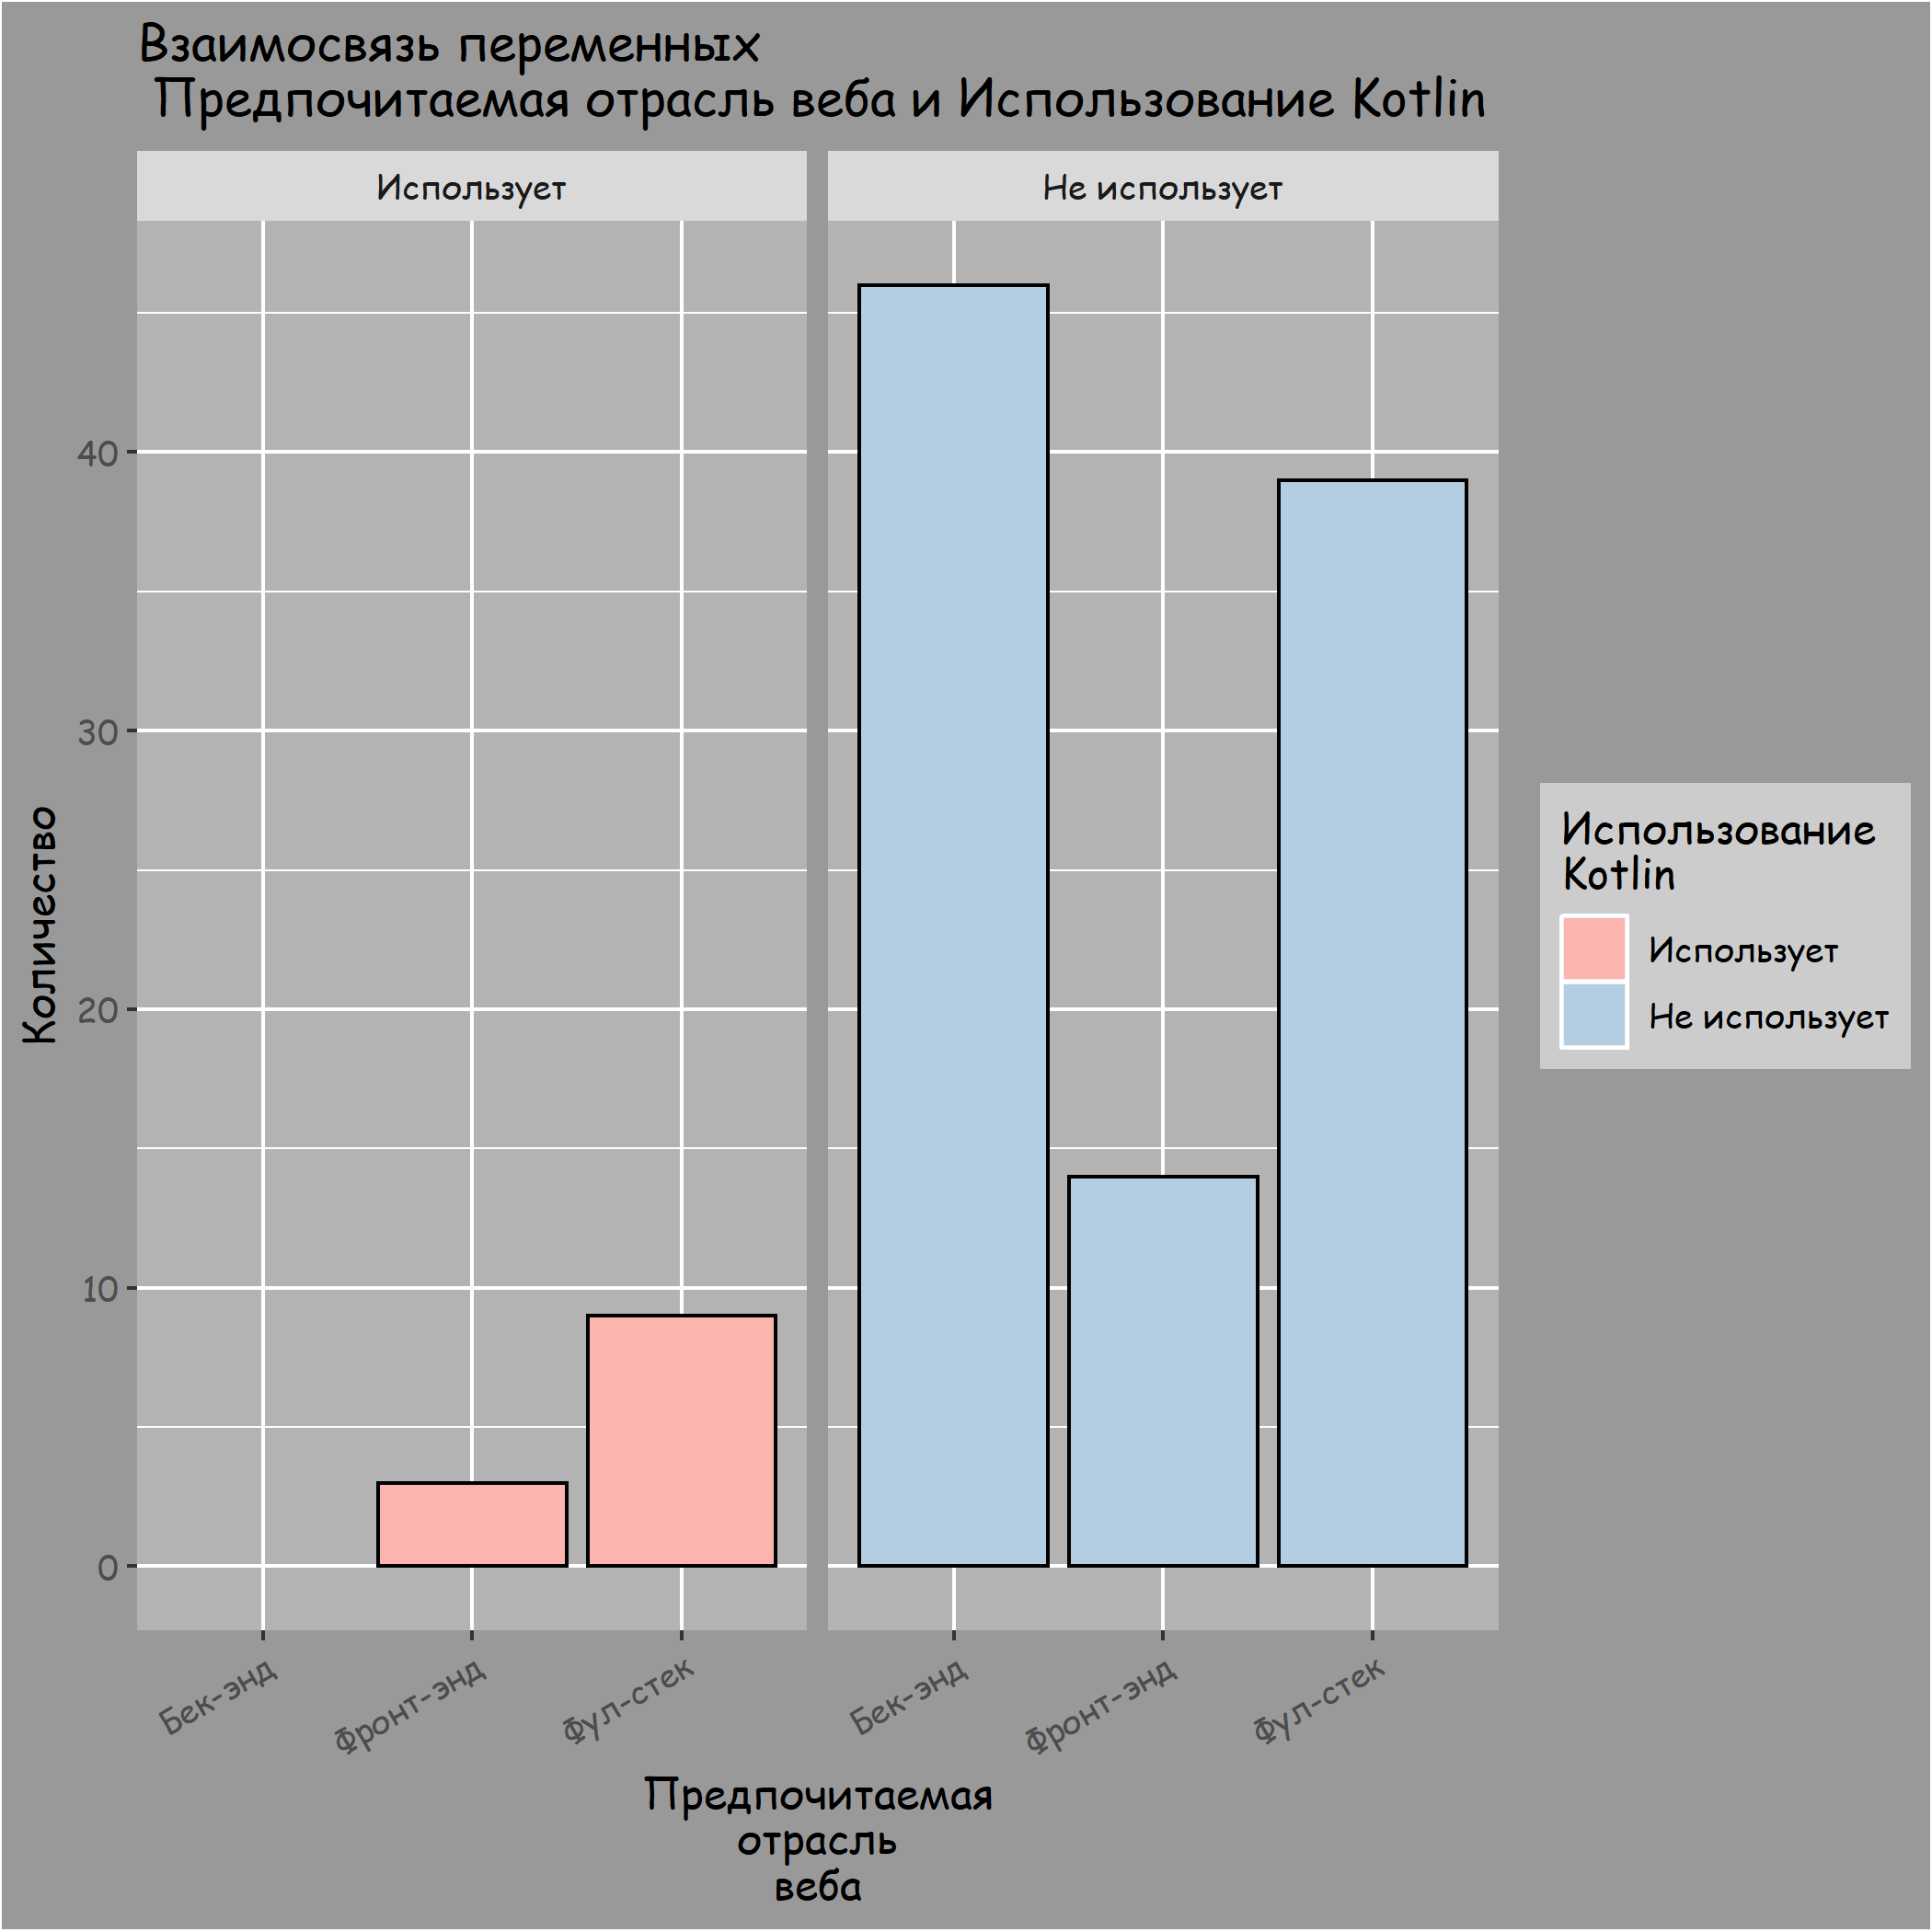 Взаимосвязь переменных
Предпочитаемая отрасль веба и Использование Kotlin
Использует
Не использует
40
30
20
10
0
Количество
Бек-энд
Фронт-энд
Фул-стек
Бек-энд
Фронт-энд
Фул-стек
Предпочитаемая
отрасль
веба
Использование
Kotlin
Использует
Не использует